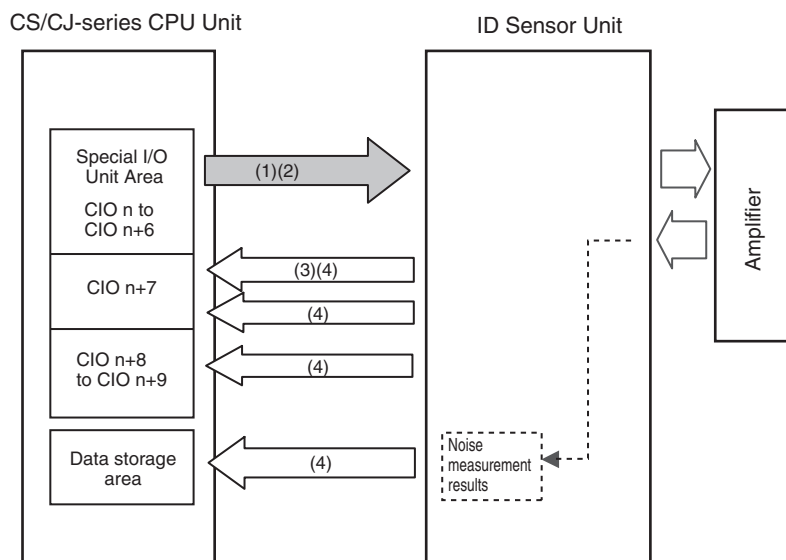 CS/CJ-series CPU Unit
ID Sensor Unit
Special I/O
Unit Area
CIO n to
CIO n+6
(1)(2)
(3)(4)
CIO n+7
(4)
CIO n+8
to CIO n+9
(4)
Data storage
area
(4)
Noise
measurement
results
Amplifier